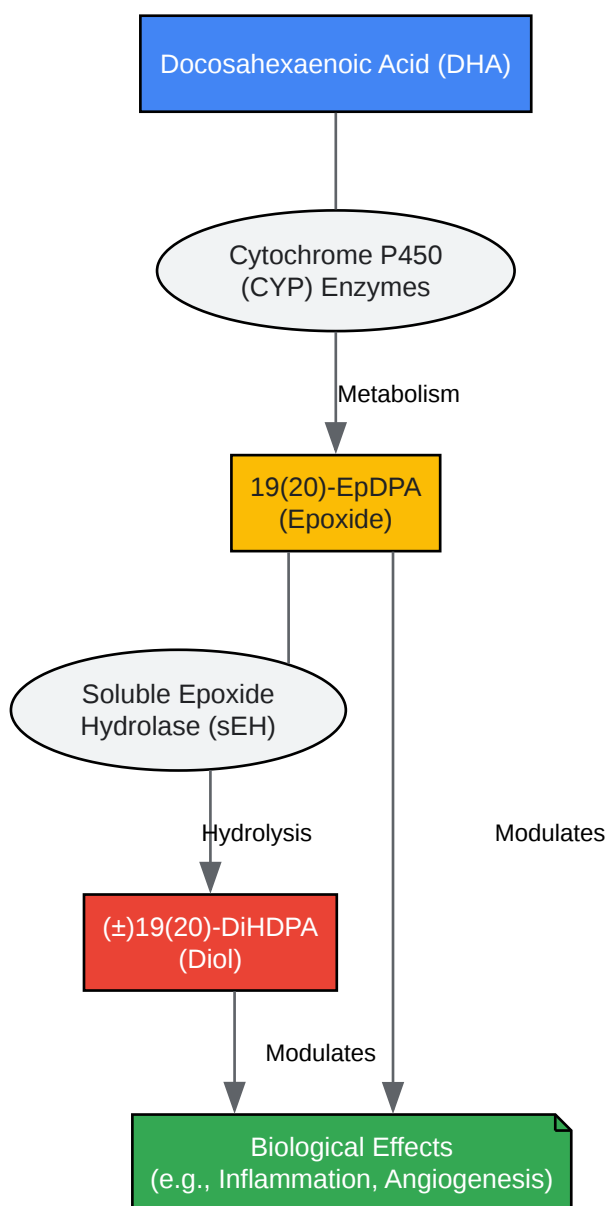 Docosahexaenoic Acid (DHA)
Cytochrome P450
(CYP) Enzymes
Metabolism
19(20)-EpDPA
(Epoxide)
Soluble Epoxide
Hydrolase (sEH)
Hydrolysis
Modulates
(±)19(20)-DiHDPA
(Diol)
Modulates
Biological Effects
(e.g., Inflammation, Angiogenesis)